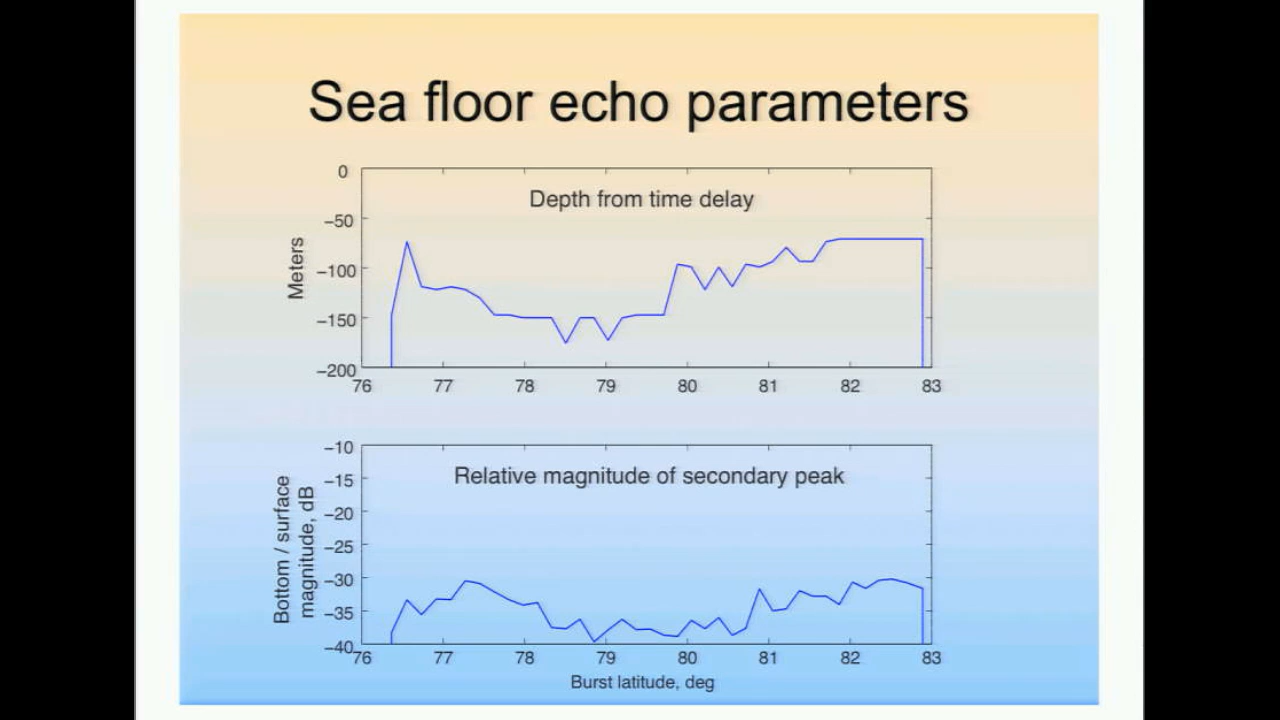 Sea floor echo parameters
Depth from time delay
Meters
0
−50
−100
−150
−200
76 77 78 79 80 81 82 83
Relative magnitude of secondary peak
Bottom / surface
magnitude, dB
−10
−15
−20
−25
−30
−35
−40
76 77 78 79 80 81 82 83
Burst latitude, deg